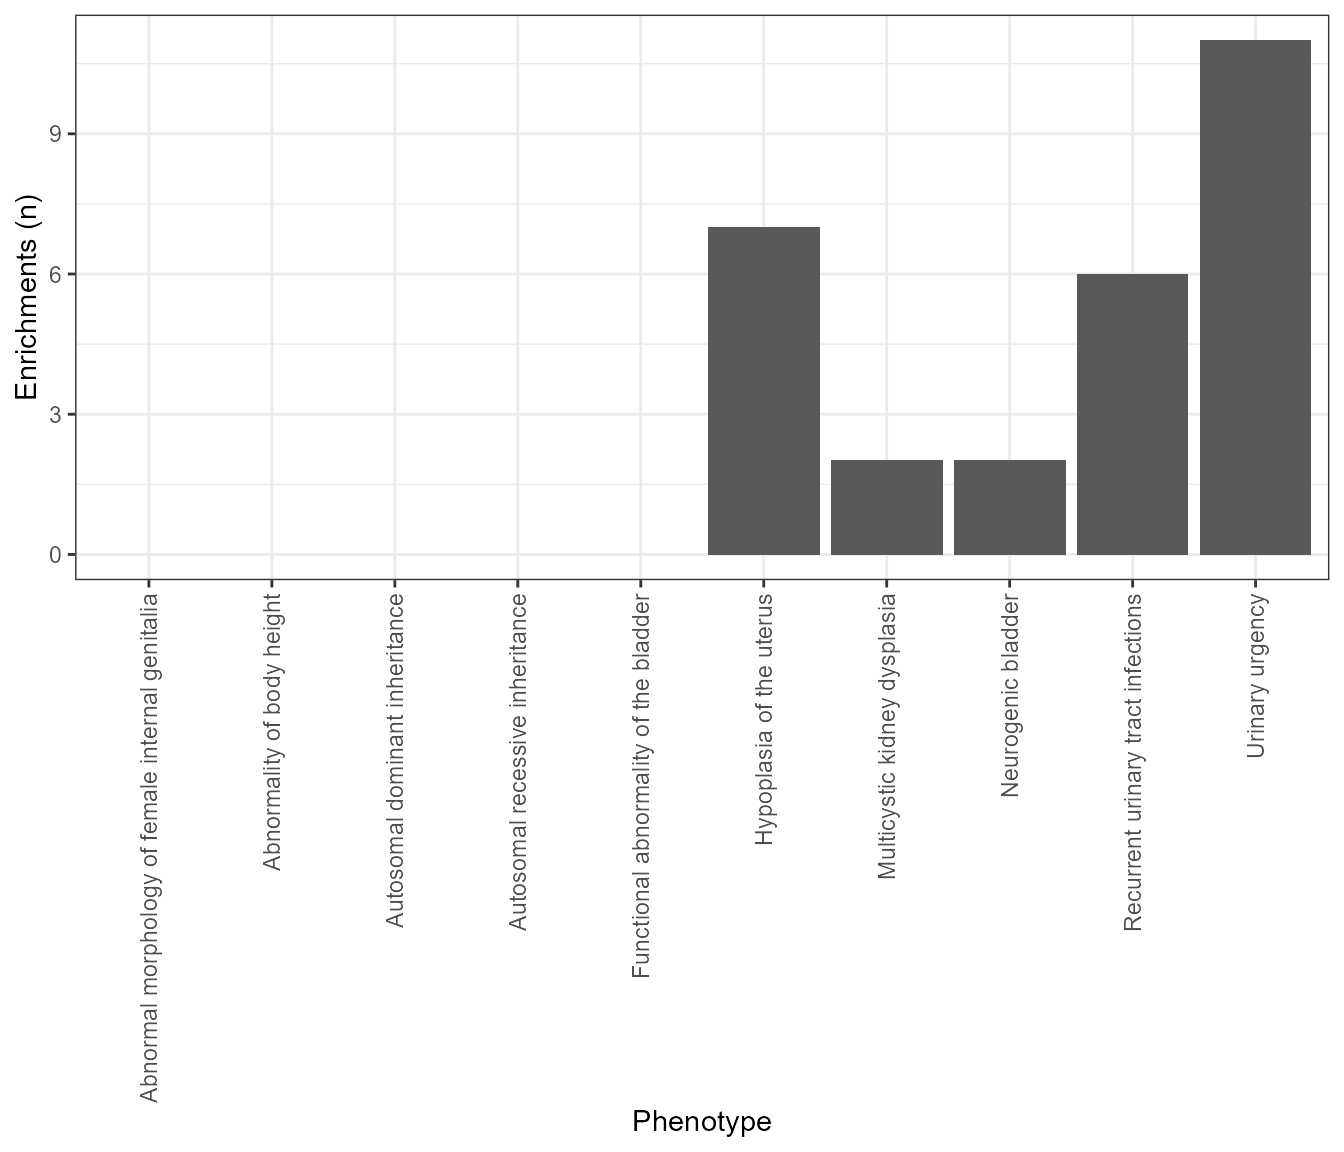 Enrichments (n)
9
6
3
0
Abnormal morphology of female internal genitalia
Abnormality of body height
Autosomal dominant inheritance
Autosomal recessive inheritance
Functional abnormality of the bladder
Hypoplasia of the uterus
Multicystic kidney dysplasia
Neurogenic bladder
Recurrent urinary tract infections
Urinary urgency
Phenotype